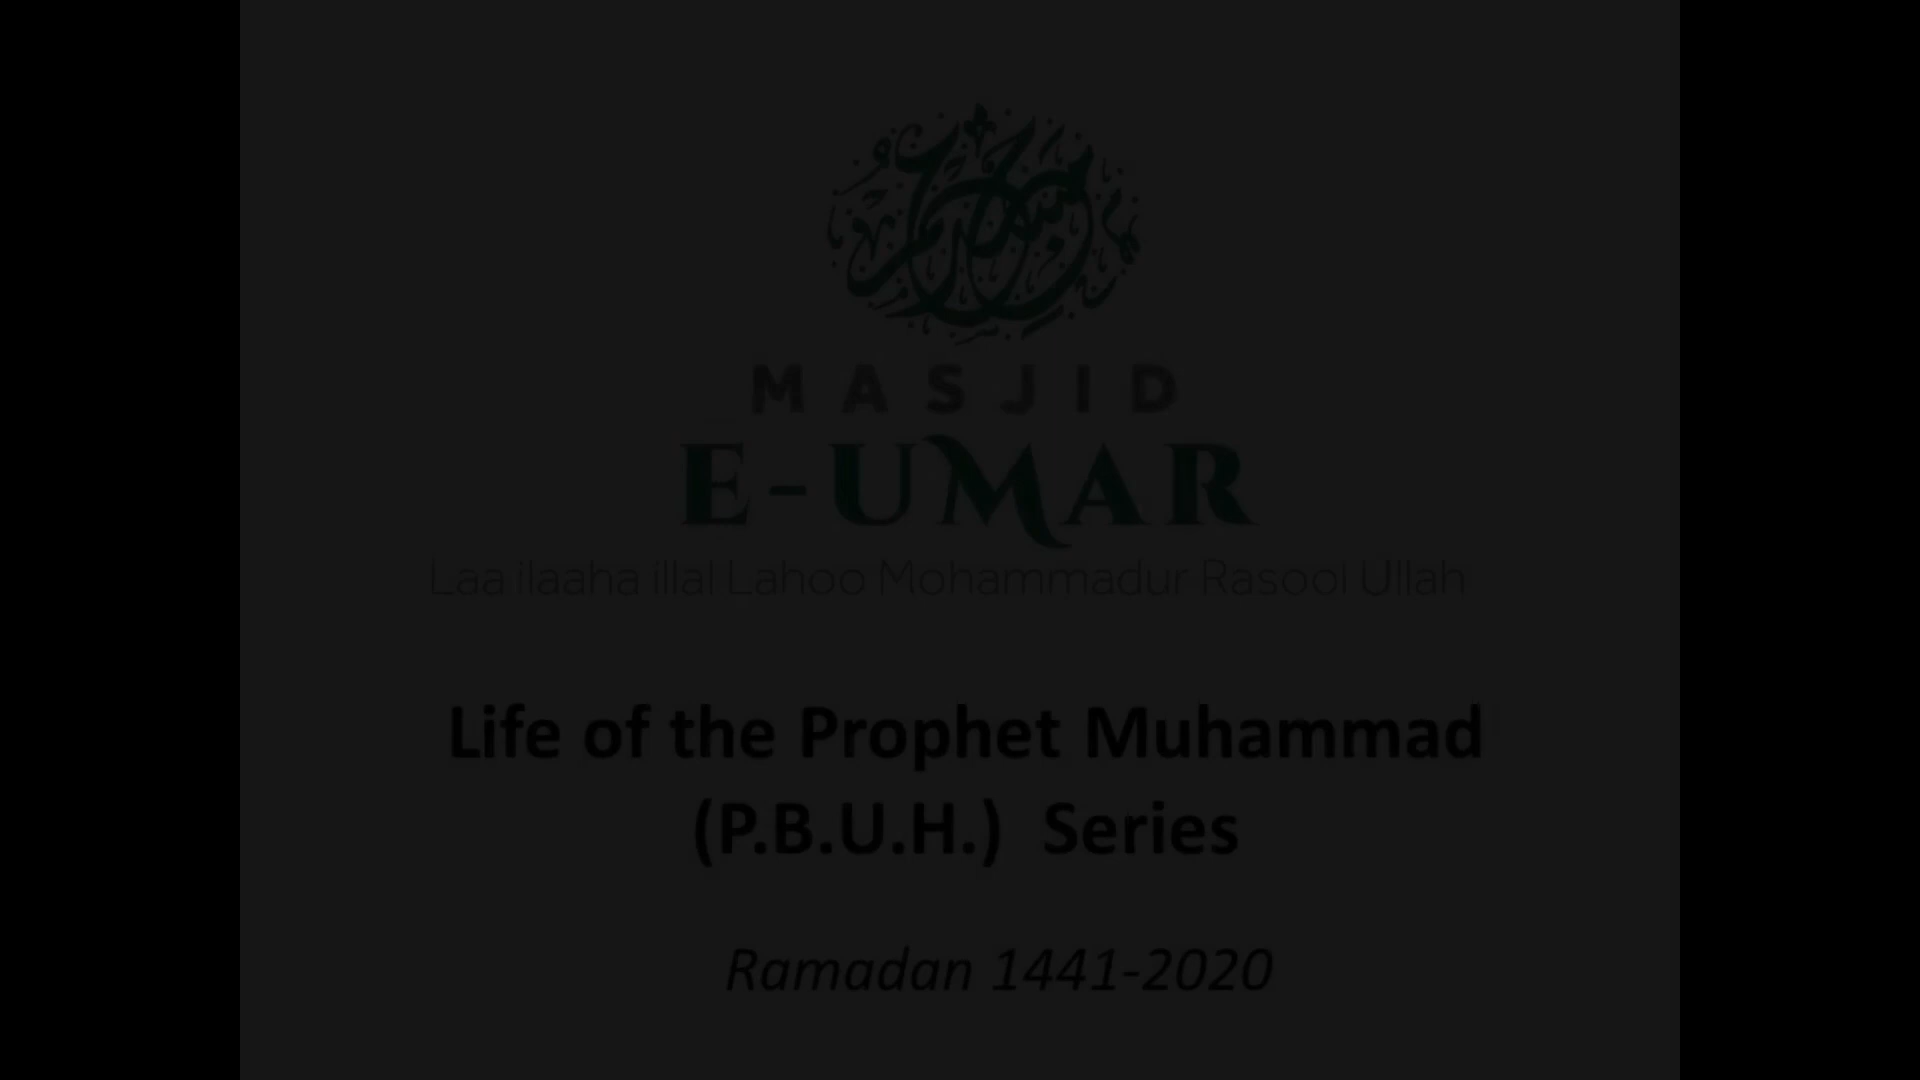 MASJID
E-UMAR
Laa ilaaha illal Lahoo Mohammadur Rasool Ullah
Life of the Prophet Muhammad
(P.B.U.H.) Series
Ramadan 1441-2020